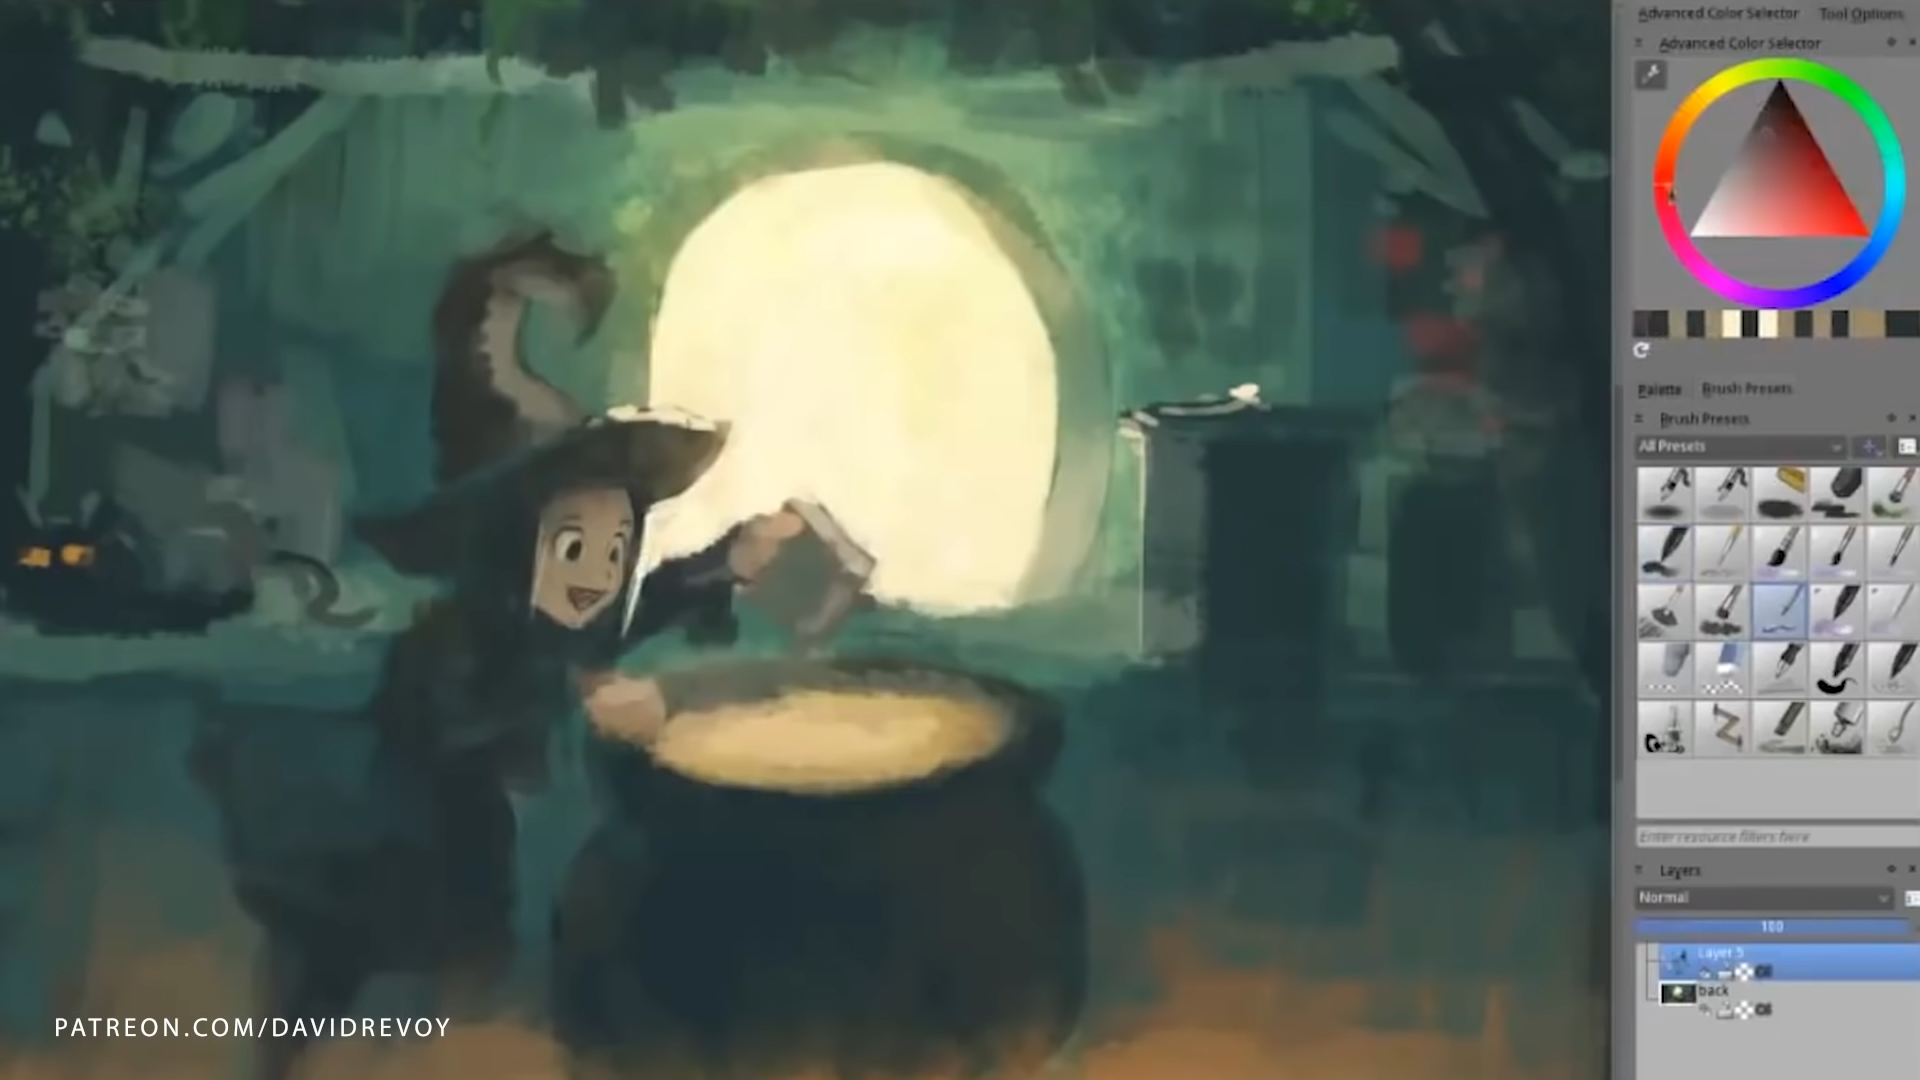 Advanced Color Selector Tool Options
Advanced Color Selector
Palette Brush Presets
Brush Presets
All Presets
Enter resource filters here
Layers
Normal
100
Layer 5
back
PATREON.COM/DAVIDREVOY